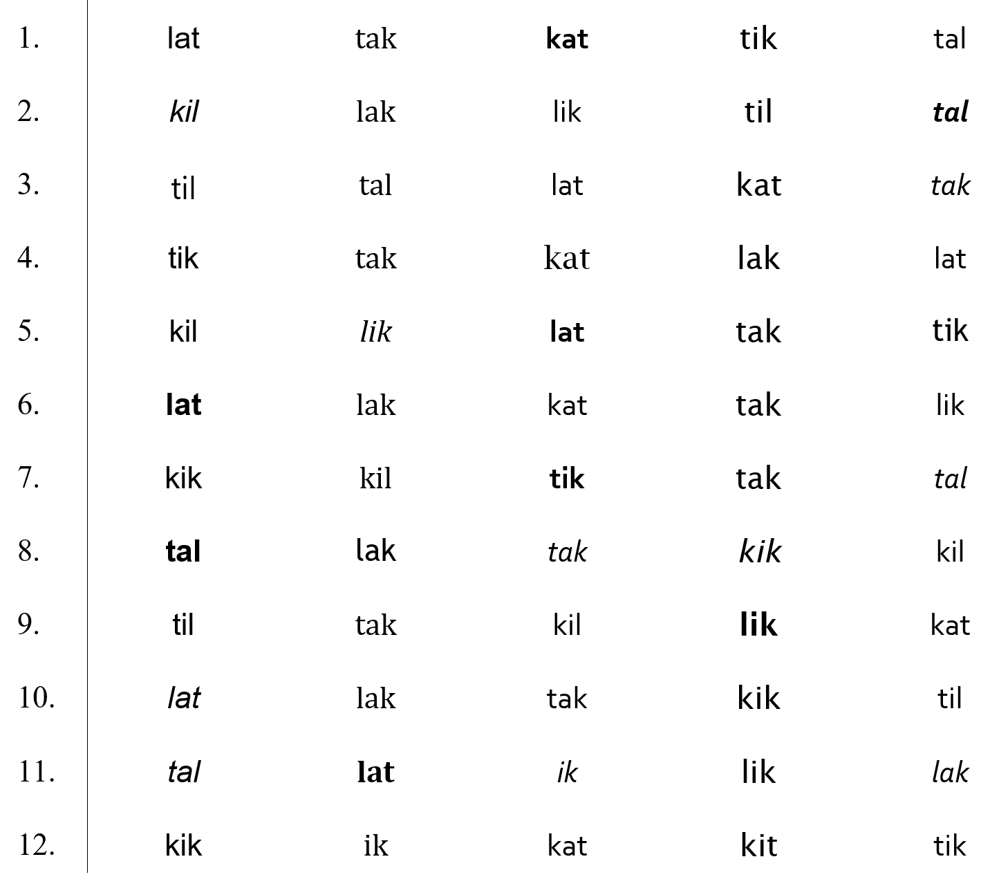 1. lat tak kat tik tal
2. kil lak lik til tal
3. til tal lat kat tak
4. tik tak kat lak lat
5. kil lik lat tak tik
6. lat lak kat tak lik
7. kik kil tik tak tal
8. tal lak tak kik kil
9. til tak kil lik kat
10. lat lak tak kik til
11. tal lat ik lik lak
12. kik ik kat kit tik